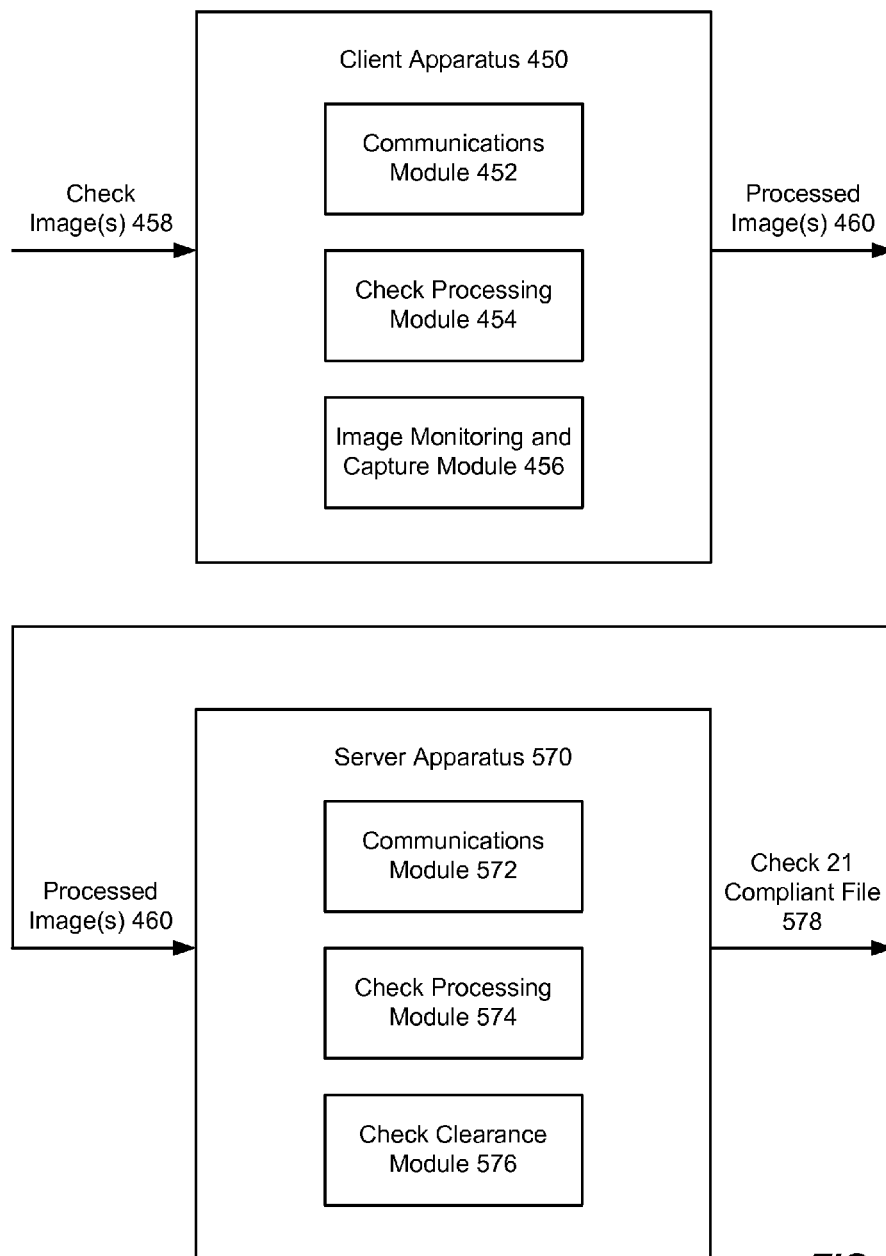 Client Apparatus 450
Communications
Module 452
Check
Image(s) 458
Processed
Image(s) 460
Check Processing
Module 454
Image Monitoring and
Capture Module 456
Server Apparatus 570
Communications
Module 572
Processed
Image(s) 460
Check 21
Compliant File
578
Check Processing
Module 574
Check Clearance
Module 576